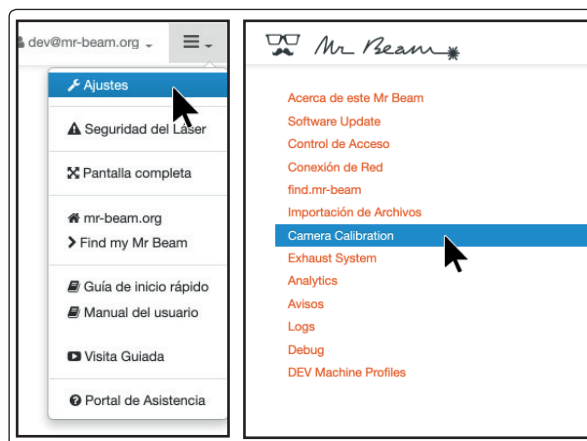 dev@mr-beam.org
Ajustes
Seguridad del Láser
Pantalla completa
mr-beam.org
Find my Mr Beam
Guía de inicio rápido
Manual del usuario
Visita Guiada
Portal de Asistencia
Mr Beam
Acerca de este Mr Beam
Software Update
Control de Acceso
Conexión de Red
find.mr-beam
Importación de Archivos
Camera Calibration
Exhaust System
Analytics
Avisos
Logs
Debug
DEV Machine Profiles